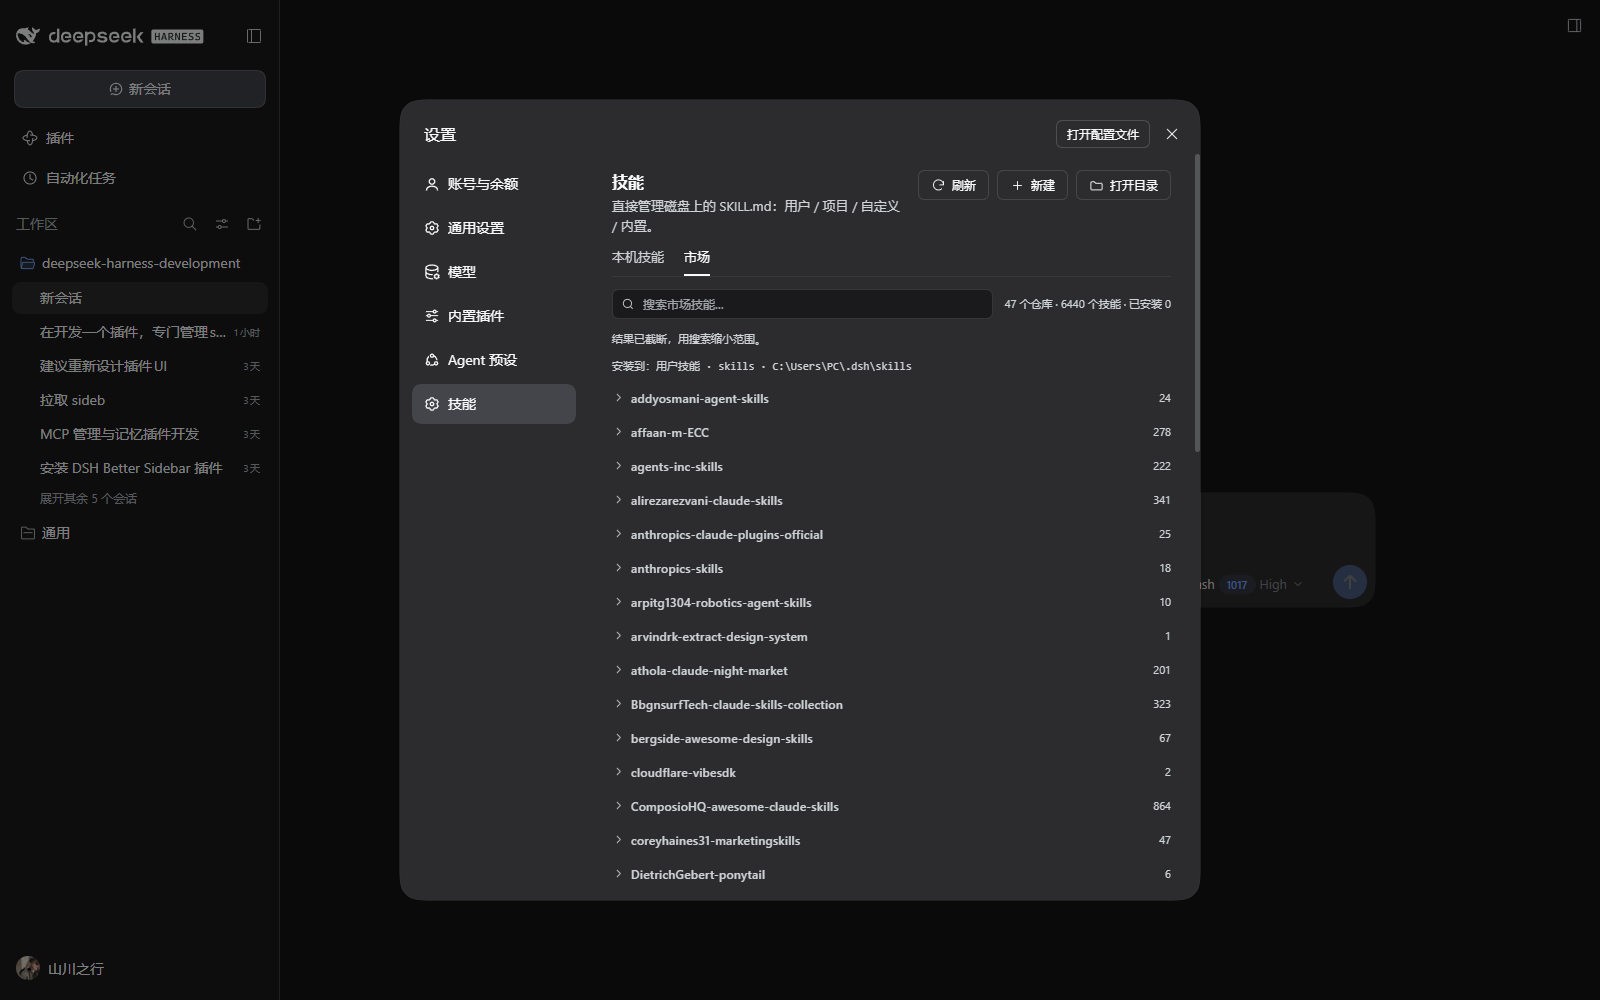 deepseek HARNESS
新会话
插件
自动化任务
工作区
deepseek-harness-development
新会话
在开发一个插件，专门管理 s... 1小时
建议重新设计插件 UI 3天
拉取 sideb 3天
MCP 管理与记忆插件开发 3天
安装 DSH Better Sidebar 插件 3天
展开其余 5 个会话
通用
山川之行
设置
打开配置文件
账号与余额
通用设置
模型
内置插件
Agent 预设
技能
技能
刷新
新建
打开目录
直接管理磁盘上的 SKILL.md：用户 / 项目 / 自定义
/ 内置。
本机技能 市场
搜索市场技能...
47 个仓库 · 6440 个技能 · 已安装 0
结果已截断，用搜索缩小范围。
安装到：用户技能 · skills · C:\Users\PC\.dsh\skills
addyosmani-agent-skills 24
affaan-m-ECC 278
agents-inc-skills 222
alirezarezvani-claude-skills 341
anthropics-claude-plugins-official 25
anthropics-skills 18
arpitg1304-robotics-agent-skills 10
arvindrk-extract-design-system 1
athola-claude-night-market 201
BbgnsurfTech-claude-skills-collection 323
bergside-awesome-design-skills 67
cloudflare-vibesdk 2
ComposioHQ-awesome-claude-skills 864
coreyhaines31-marketingskills 47
DietrichGebert-ponytail 6
1017 High